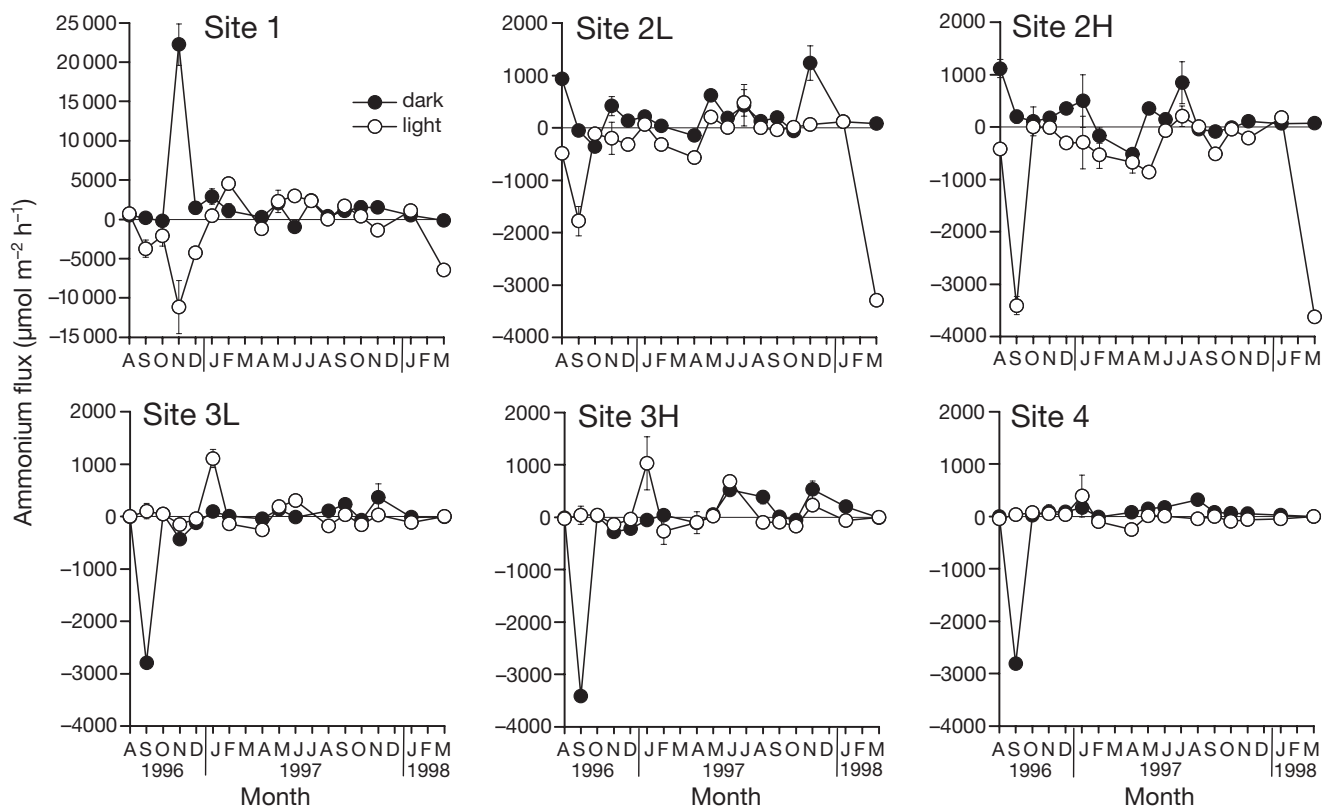 Ammonium flux (µmol m⁻² h⁻¹)
Site 1
25 000
20 000
15 000
10 000
5000
0
−5000
−10 000
−15 000
dark
light
A S O N D J F M A M J J A S O N D J F M
Site 2L
2000
1000
0
−1000
−2000
−3000
−4000
A S O N D J F M A M J J A S O N D J F M
Site 2H
2000
1000
0
−1000
−2000
−3000
−4000
A S O N D J F M A M J J A S O N D J F M
Site 3L
2000
1000
0
−1000
−2000
−3000
−4000
A S O N D J F M A M J J A S O N D J F M
1996 1997 1998
Month
Site 3H
2000
1000
0
−1000
−2000
−3000
−4000
A S O N D J F M A M J J A S O N D J F M
1996 1997 1998
Month
Site 4
2000
1000
0
−1000
−2000
−3000
−4000
A S O N D J F M A M J J A S O N D J F M
1996 1997 1998
Month